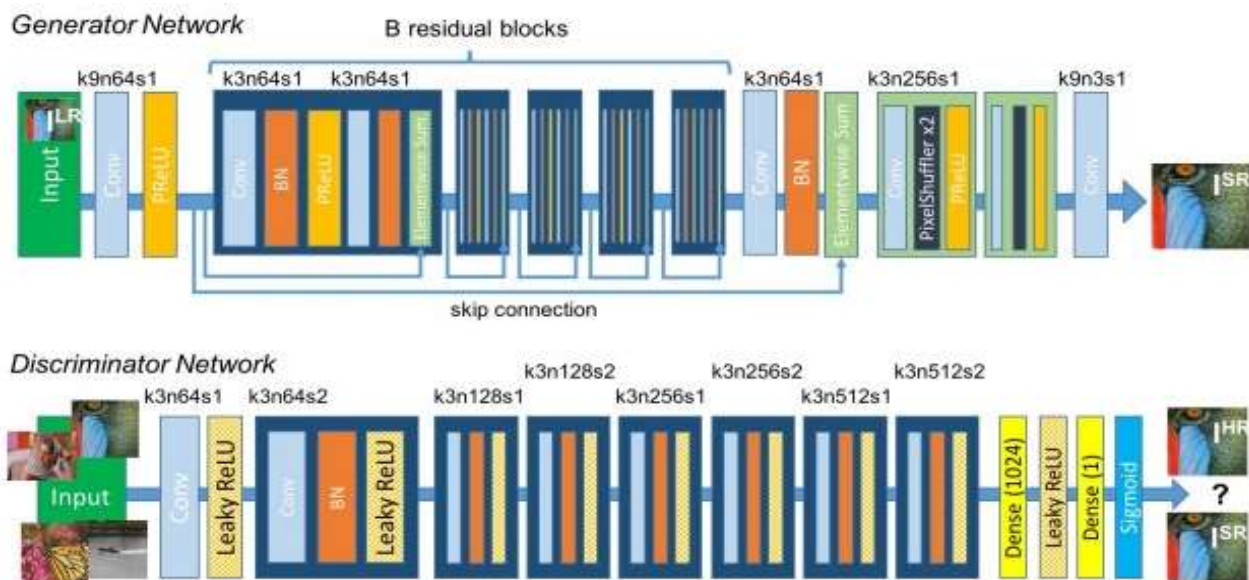 Generator Network
B residual blocks
k9n64s1 k3n64s1 k3n64s1 k3n64s1 k3n256s1 k9n3s1
I^LR
Input
Conv
PReLU
Conv
BN
PReLU
Elementwise Sum
Conv
BN
Elementwise Sum
Conv
PixelShuffler x2
PReLU
Conv
I^SR
skip connection
Discriminator Network
k3n128s2 k3n256s2 k3n512s2
k3n64s1 k3n64s2 k3n128s1 k3n256s1 k3n512s1
Input
Conv
Leaky ReLU
Conv
BN
Leaky ReLU
Dense (1024)
Leaky ReLU
Dense (1)
Sigmoid
I^HR
?
I^SR